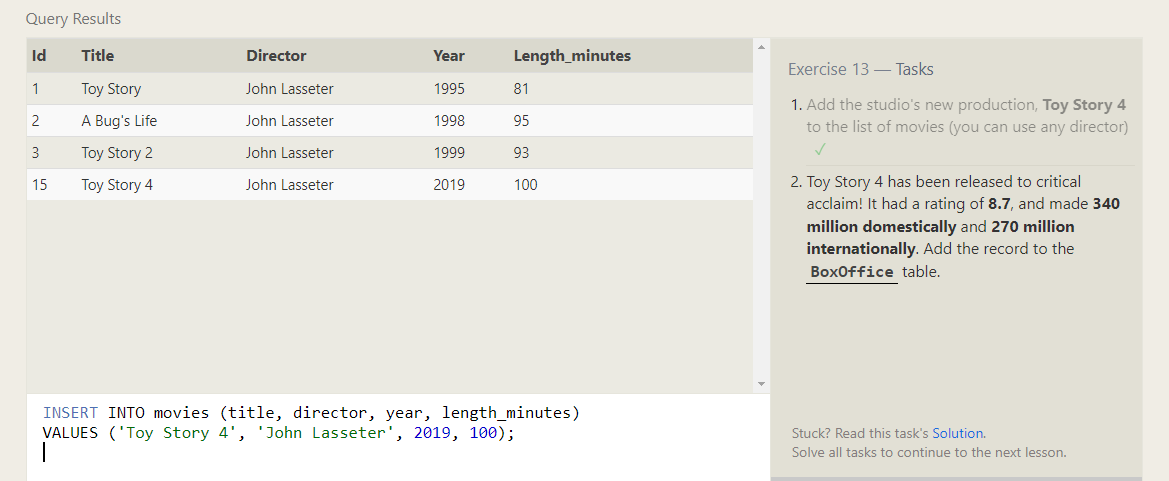 Query Results
Id Title Director Year Length_minutes
1 Toy Story John Lasseter 1995 81
2 A Bug's Life John Lasseter 1998 95
3 Toy Story 2 John Lasseter 1999 93
15 Toy Story 4 John Lasseter 2019 100
INSERT INTO movies (title, director, year, length_minutes)
VALUES ('Toy Story 4', 'John Lasseter', 2019, 100);
Exercise 13 — Tasks
1. Add the studio's new production, Toy Story 4
to the list of movies (you can use any director)
✓
2. Toy Story 4 has been released to critical
acclaim! It had a rating of 8.7, and made 340
million domestically and 270 million
internationally. Add the record to the
BoxOffice table.
Stuck? Read this task's Solution.
Solve all tasks to continue to the next lesson.